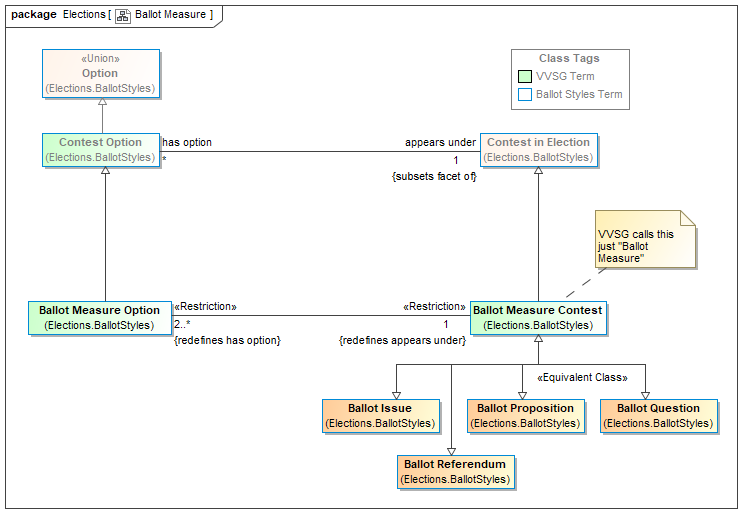 package Elections [ Ballot Measure ]
«Union»
Option
(Elections.BallotStyles)
Class Tags
VVSG Term
Ballot Styles Term
Contest Option
(Elections.BallotStyles)
has option
*
appears under
1
{subsets facet of}
Contest in Election
(Elections.BallotStyles)
VVSG calls this
just "Ballot
Measure"
Ballot Measure Option
(Elections.BallotStyles)
«Restriction»
2..*
{redefines has option}
«Restriction»
1
{redefines appears under}
Ballot Measure Contest
(Elections.BallotStyles)
«Equivalent Class»
Ballot Issue
(Elections.BallotStyles)
Ballot Proposition
(Elections.BallotStyles)
Ballot Question
(Elections.BallotStyles)
Ballot Referendum
(Elections.BallotStyles)